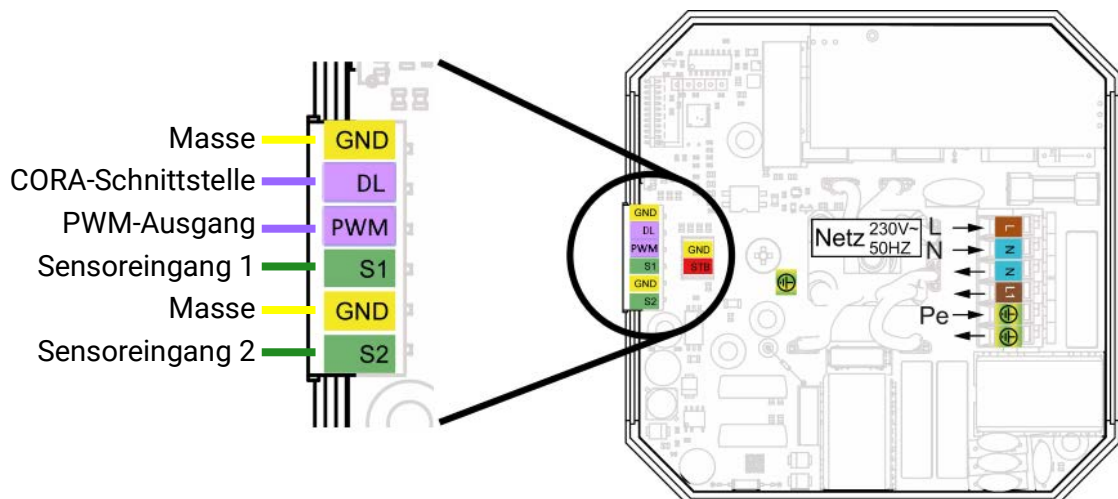 Masse
CORA-Schnittstelle
PWM-Ausgang
Sensoreingang 1
Masse
Sensoreingang 2
GND
DL
PWM
S1
GND
S2
GND
DL
PWM
S1
GND
S2
GND
STB
Netz 230V~
50HZ
L
N
Pe
L
N
N
L1